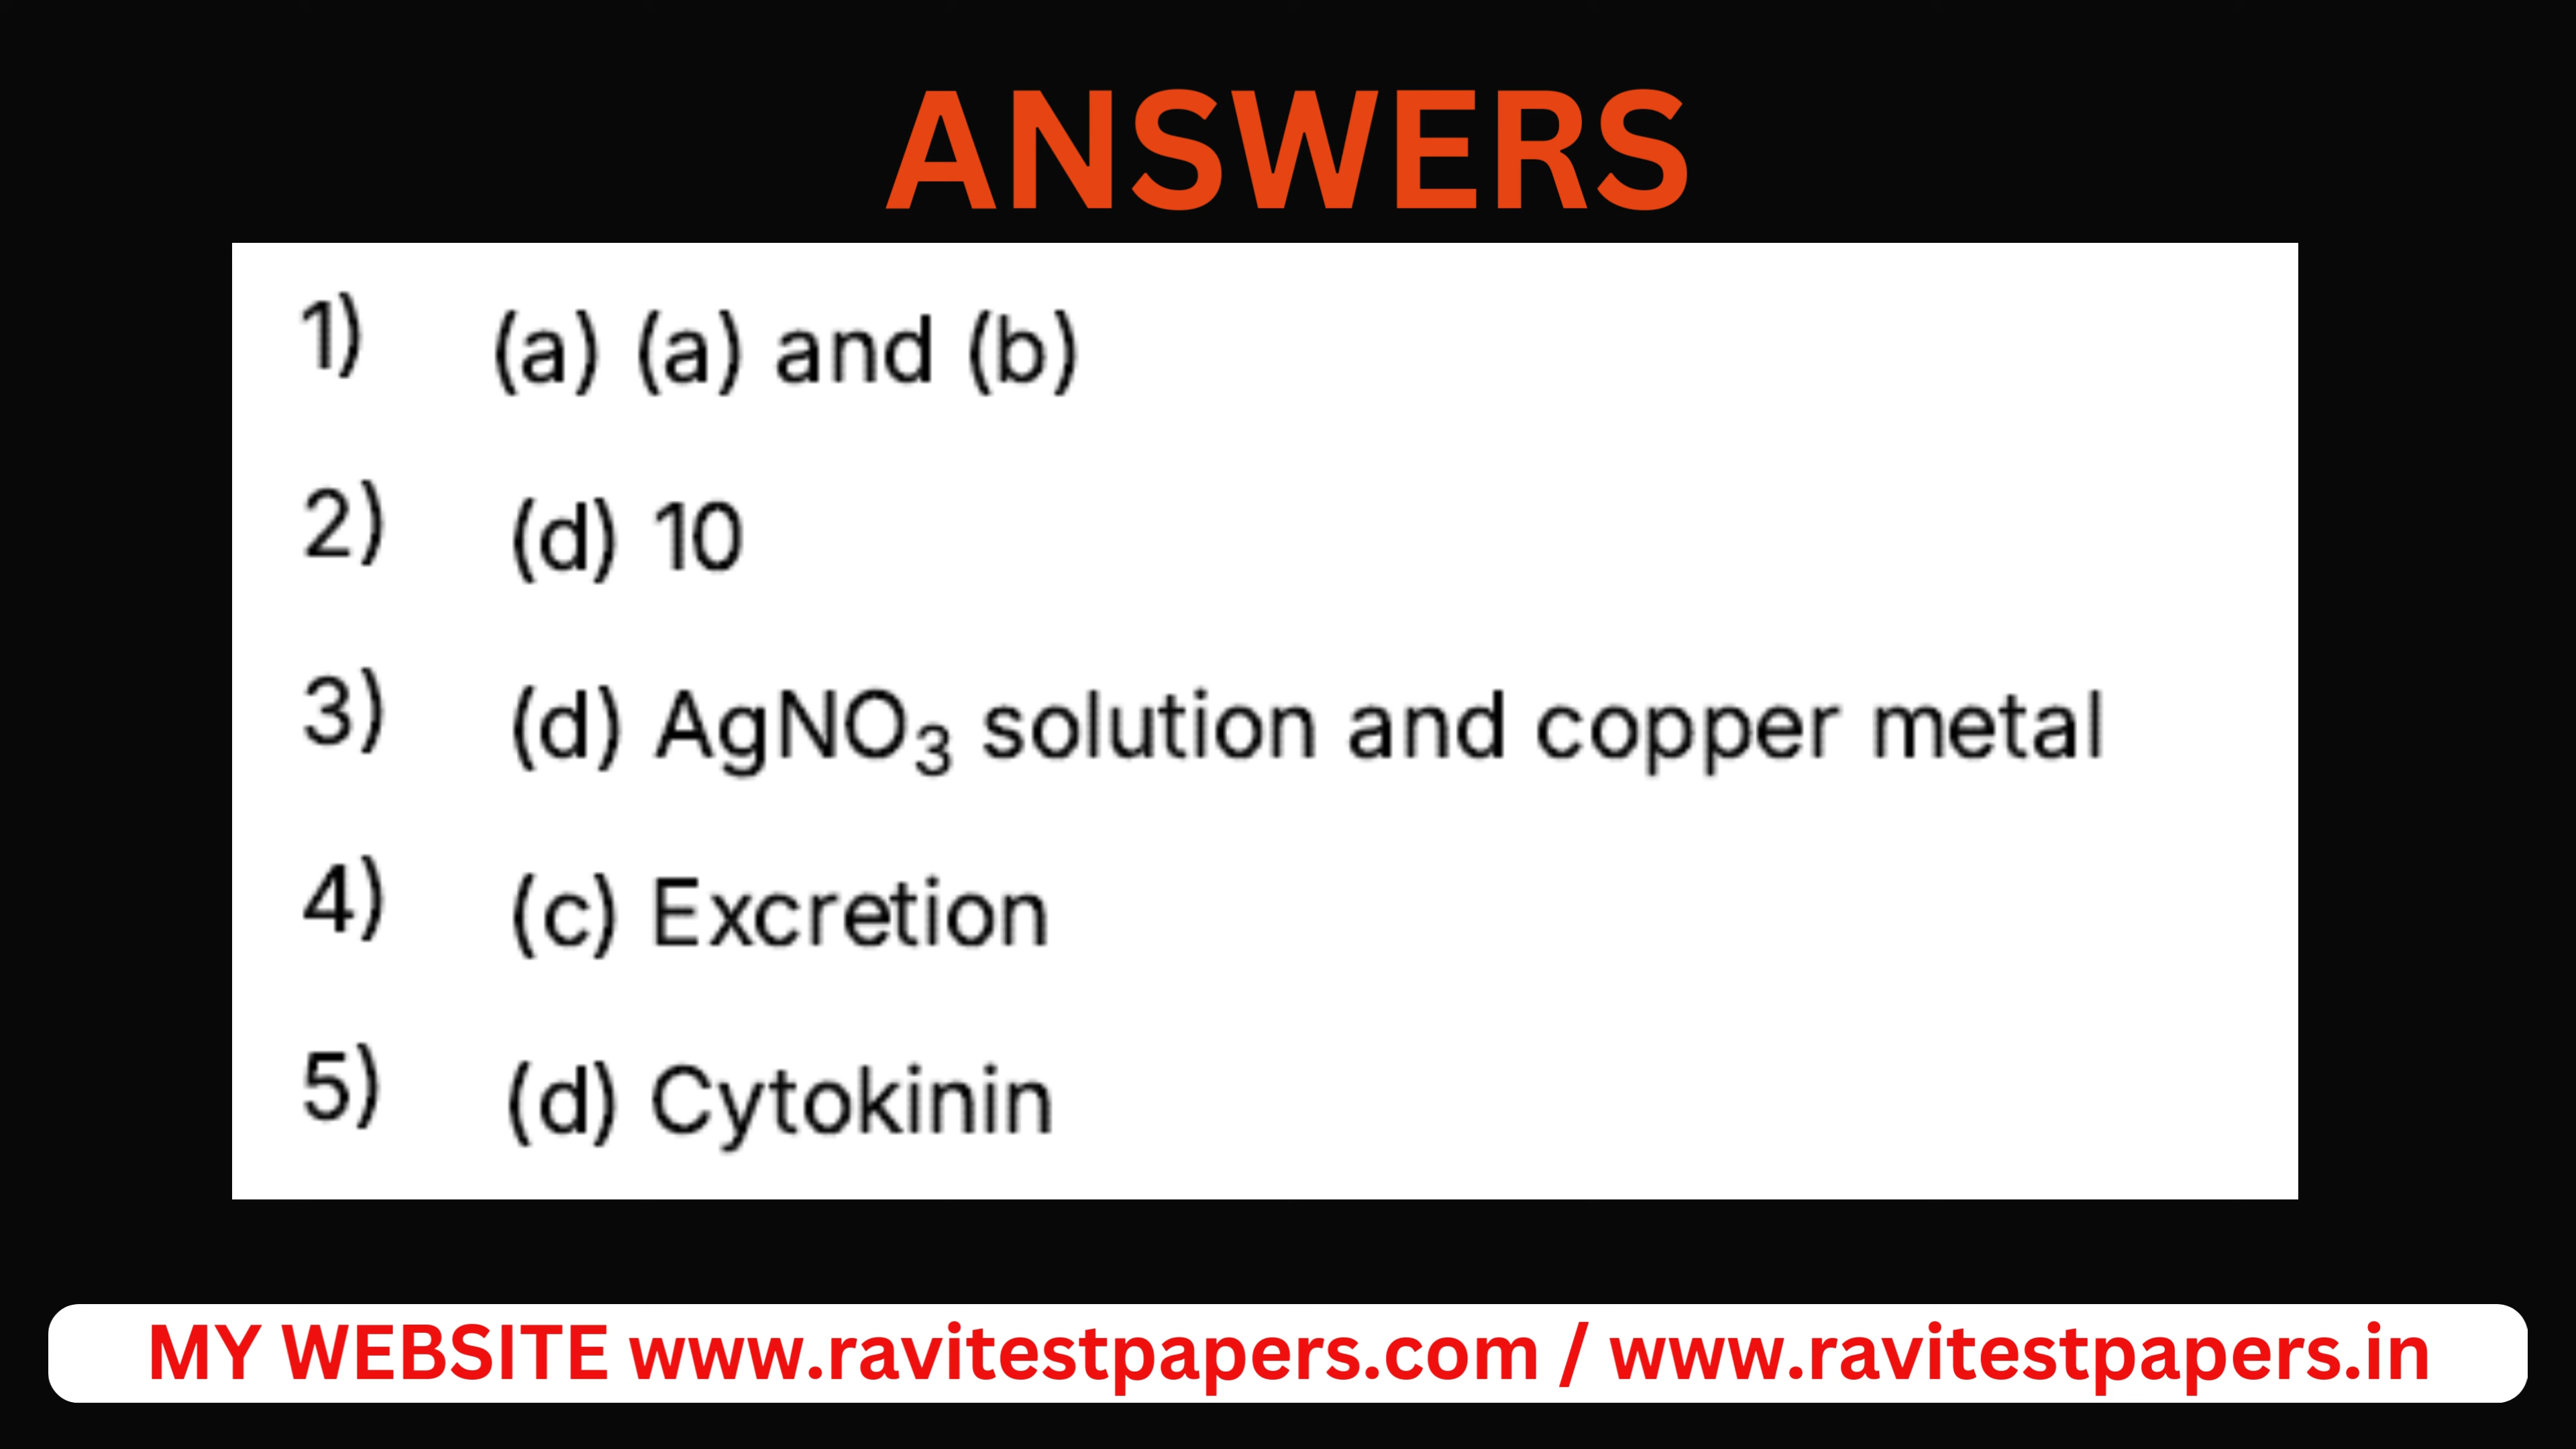 ANSWERS
1) (a) (a) and (b)
2) (d) 10
3) (d) AgNO₃ solution and copper metal
4) (c) Excretion
5) (d) Cytokinin
MY WEBSITE www.ravitestpapers.com / www.ravitestpapers.in